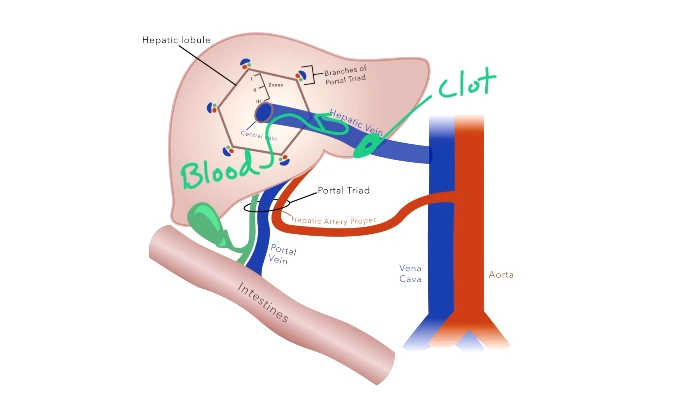 Hepatic lobule
Clot
Branches of
Portal Triad
I
Zones
II
III
Hepatic Vein
Central Vein
Blood
Portal Triad
Hepatic Artery Proper
Portal
Vein
Vena
Cava
Aorta
Intestines